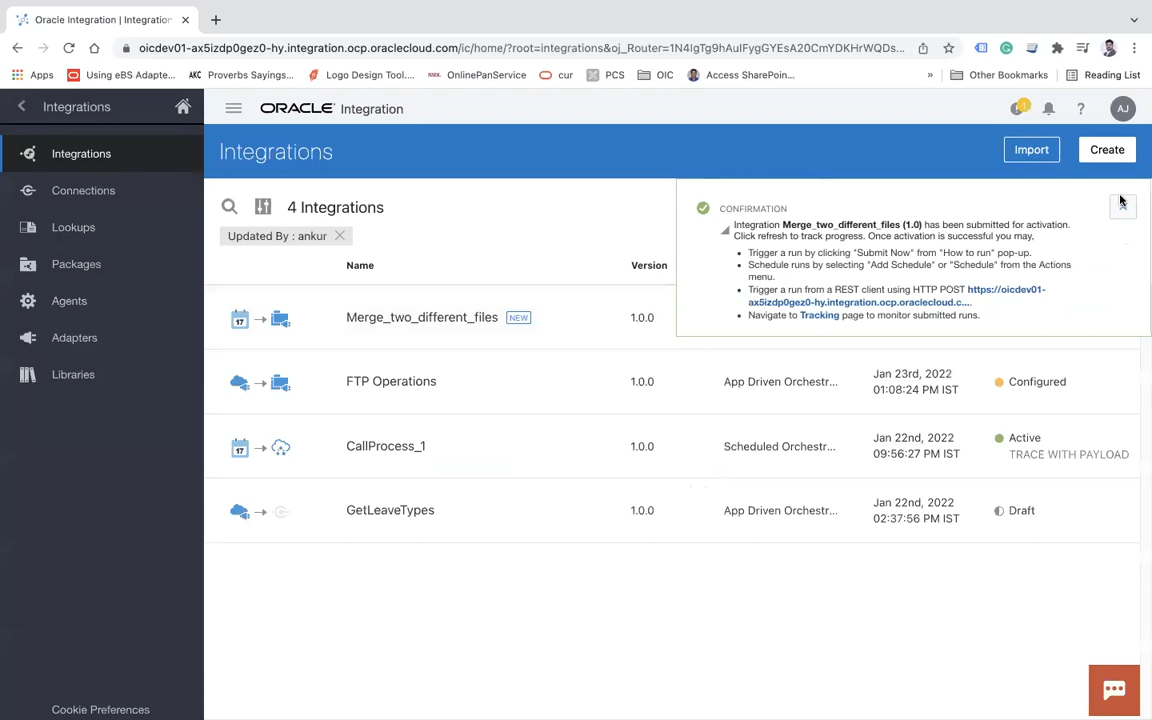 Oracle Integration | Integration
oicdev01-ax5izdp0gez0-hy.integration.ocp.oraclecloud.com/ic/home/?root=integrations&oj_Router=1N4IgTg9hAuIFygGYEsA20CmYDKHrWQDs...
Apps
Using eBS Adapte...
AKC Proverbs Sayings...
Logo Design Tool....
OnlinePanService
cur
PCS
OIC
Access SharePoin...
»
Other Bookmarks
Reading List
Integrations
ORACLE Integration
1
?
AJ
Integrations
Connections
Lookups
Packages
Agents
Adapters
Libraries
Cookie Preferences
Integrations
Import
Create
4 Integrations
Updated By : ankur
CONFIRMATION
Integration Merge_two_different_files (1.0) has been submitted for activation.
Click refresh to track progress. Once activation is successful you may,
• Trigger a run by clicking "Submit Now" from "How to run" pop-up.
• Schedule runs by selecting "Add Schedule" or "Schedule" from the Actions
menu.
• Trigger a run from a REST client using HTTP POST https://oicdev01-
ax5izdp0gez0-hy.integration.ocp.oraclecloud.c....
• Navigate to Tracking page to monitor submitted runs.
Name
Version
17
Merge_two_different_files NEW
1.0.0
FTP Operations
1.0.0
App Driven Orchestr...
Jan 23rd, 2022
01:08:24 PM IST
Configured
17
CallProcess_1
1.0.0
Scheduled Orchestr...
Jan 22nd, 2022
09:56:27 PM IST
Active
TRACE WITH PAYLOAD
GetLeaveTypes
1.0.0
App Driven Orchestr...
Jan 22nd, 2022
02:37:56 PM IST
Draft